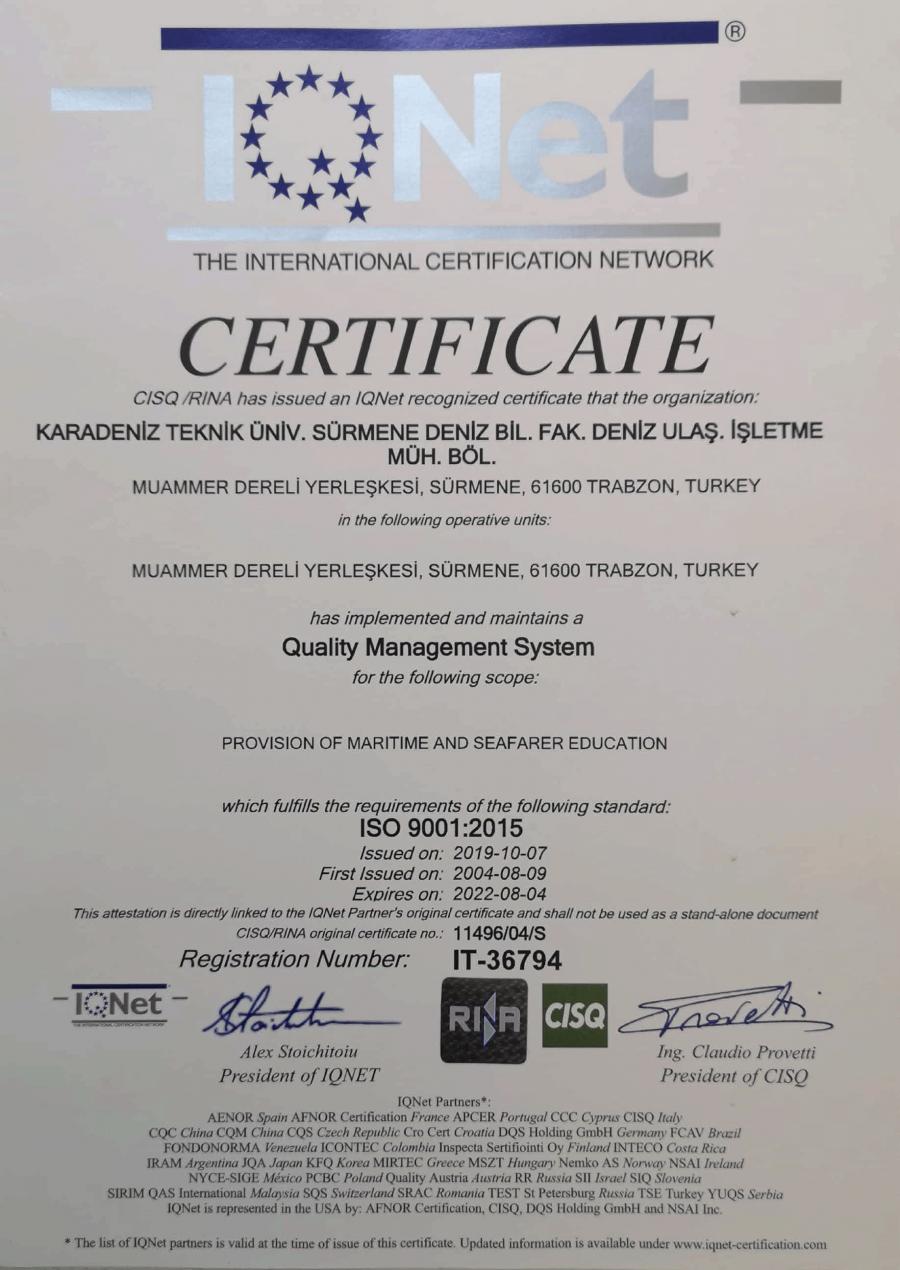 IQNet ®
THE INTERNATIONAL CERTIFICATION NETWORK
CERTIFICATE
CISQ /RINA has issued an IQNet recognized certificate that the organization:
KARADENİZ TEKNİK ÜNİV. SÜRMENE DENİZ BİL. FAK. DENİZ ULAŞ. İŞLETME
MÜH. BÖL.
MUAMMER DERELİ YERLEŞKESİ, SÜRMENE, 61600 TRABZON, TURKEY
in the following operative units:
MUAMMER DERELİ YERLEŞKESİ, SÜRMENE, 61600 TRABZON, TURKEY
has implemented and maintains a
Quality Management System
for the following scope:
PROVISION OF MARITIME AND SEAFARER EDUCATION
which fulfills the requirements of the following standard:
ISO 9001:2015
Issued on: 2019-10-07
First Issued on: 2004-08-09
Expires on: 2022-08-04
This attestation is directly linked to the IQNet Partner's original certificate and shall not be used as a stand-alone document
CISQ/RINA original certificate no.: 11496/04/S
Registration Number: IT-36794
IQNet
THE INTERNATIONAL CERTIFICATION NETWORK
RINA
CISQ
Alex Stoichitoiu
President of IQNET
Ing. Claudio Provetti
President of CISQ
IQNet Partners*:
AENOR Spain AFNOR Certification France APCER Portugal CCC Cyprus CISQ Italy
CQC China CQM China CQS Czech Republic Cro Cert Croatia DQS Holding GmbH Germany FCAV Brazil
FONDONORMA Venezuela ICONTEC Colombia Inspecta Sertifiointi Oy Finland INTECO Costa Rica
IRAM Argentina JQA Japan KFQ Korea MIRTEC Greece MSZT Hungary Nemko AS Norway NSAI Ireland
NYCE-SIGE México PCBC Poland Quality Austria Austria RR Russia SII Israel SIQ Slovenia
SIRIM QAS International Malaysia SQS Switzerland SRAC Romania TEST St Petersburg Russia TSE Turkey YUQS Serbia
IQNet is represented in the USA by: AFNOR Certification, CISQ, DQS Holding GmbH and NSAI Inc.
* The list of IQNet partners is valid at the time of issue of this certificate. Updated information is available under www.iqnet-certification.com